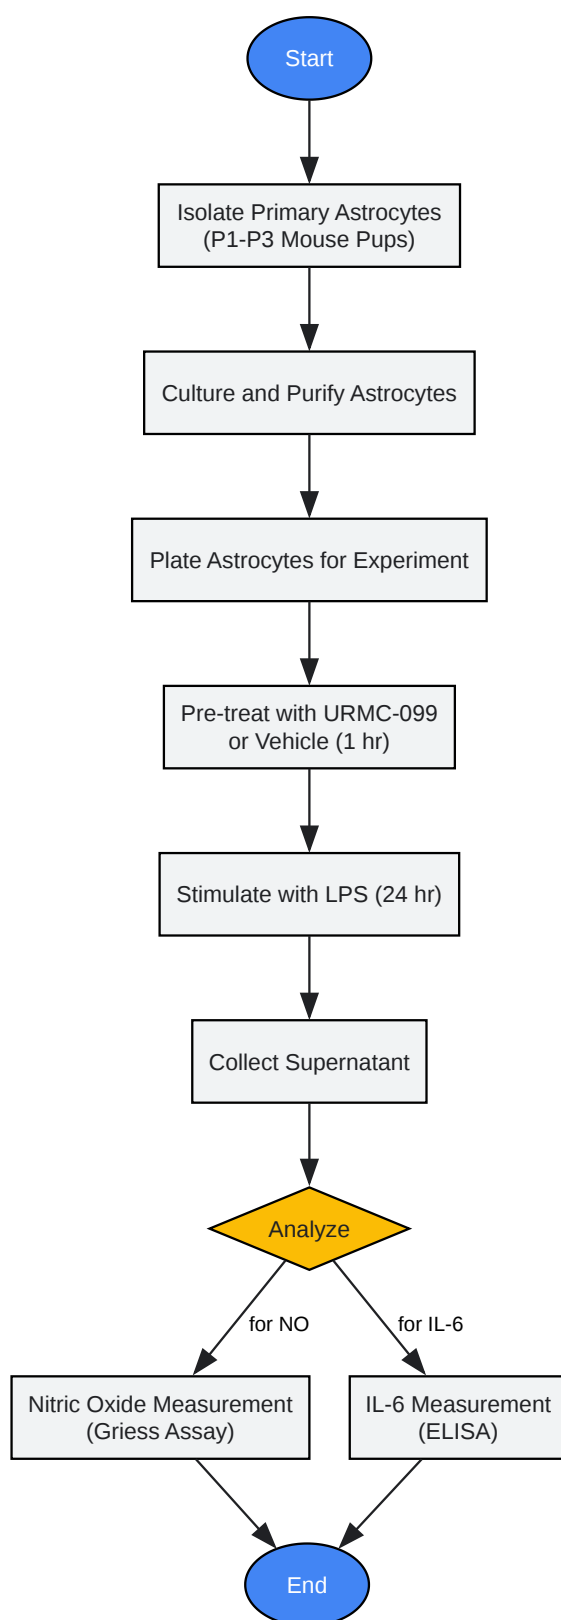 Start
Isolate Primary Astrocytes
(P1-P3 Mouse Pups)
Culture and Purify Astrocytes
Plate Astrocytes for Experiment
Pre-treat with URMC-099
or Vehicle (1 hr)
Stimulate with LPS (24 hr)
Collect Supernatant
Analyze
for NO
for IL-6
Nitric Oxide Measurement
(Griess Assay)
IL-6 Measurement
(ELISA)
End